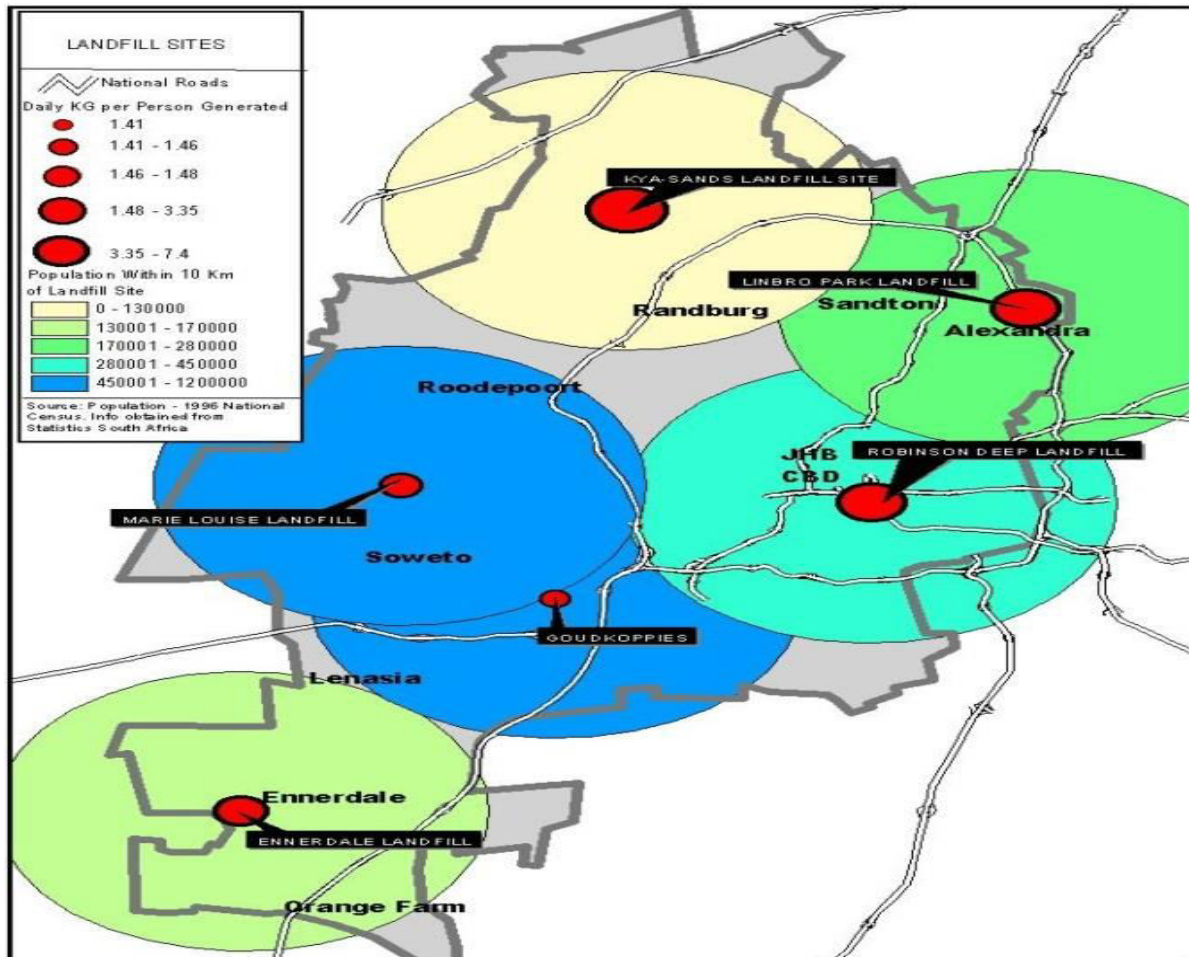 LANDFILL SITES
National Roads
Daily KG per Person Generated
1.41
1.41 - 1.46
1.46 - 1.48
1.48 - 3.35
3.35 - 7.4
Population Within 10 Km
of Landfill Site
0 - 130000
130001 - 170000
170001 - 280000
280001 - 450000
450001 - 1200000
Source: Population - 1996 National
Census. Info obtained from
Statistics South Africa
KYA-SANDS LANDFILL SITE
LINBRO PARK LANDFILL
Randburg
Sandton
Alexandra
Roodepoort
JHB
CBD
ROBINSON DEEP LANDFILL
MARIE LOUISE LANDFILL
Soweto
GOUDKOPPIES
Lenasia
Ennerdale
ENNERDALE LANDFILL
Orange Farm